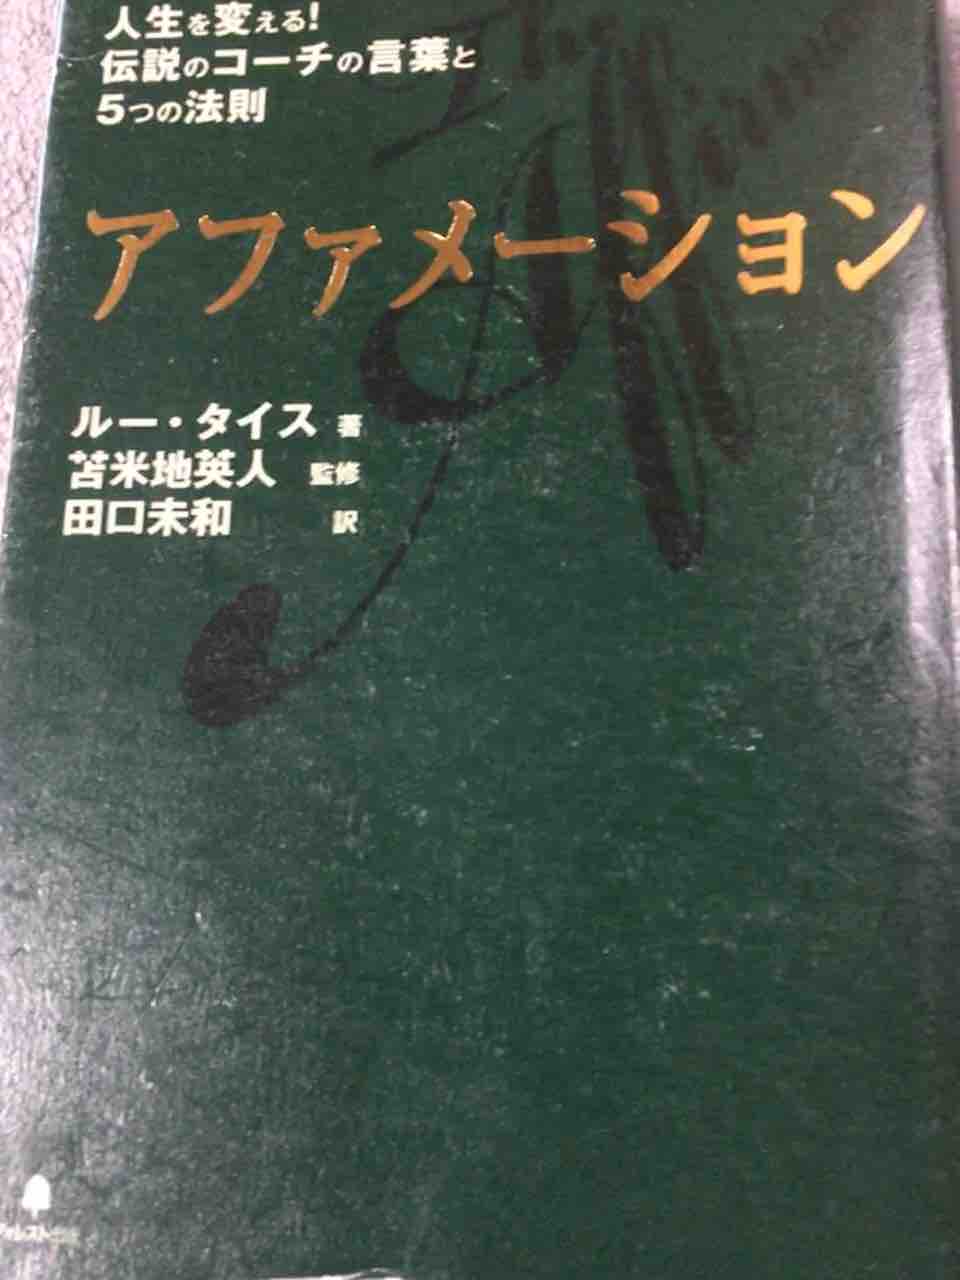 人生を変える!
伝説のコーチの言葉と
5つの法則
The
Affirmation
アファメーション
ルー・タイス 著
苫米地英人 監修
田口未和 訳